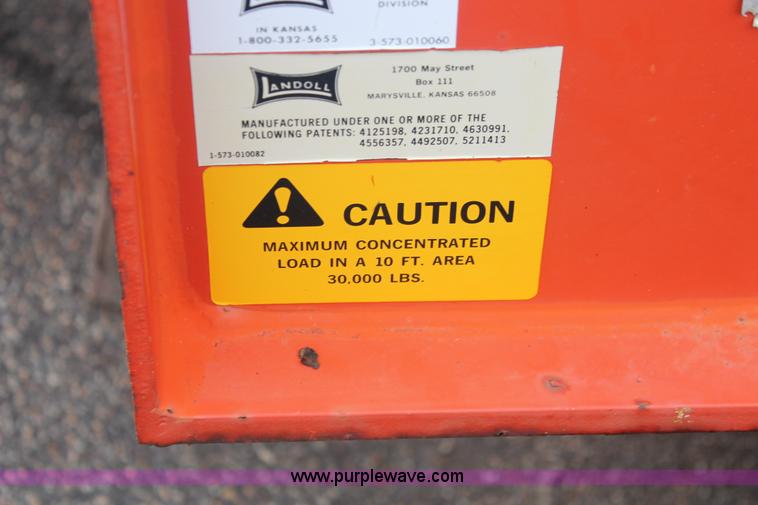 DIVISION
IN KANSAS
1-800-332-5655 3-573-010060
LANDOLL
1700 May Street
Box 111
MARYSVILLE, KANSAS 66508
MANUFACTURED UNDER ONE OR MORE OF THE
FOLLOWING PATENTS: 4125198, 4231710, 4630991,
4556357, 4492507, 5211413
1-573-010082
CAUTION
MAXIMUM CONCENTRATED
LOAD IN A 10 FT. AREA
30,000 LBS.
www.purplewave.com